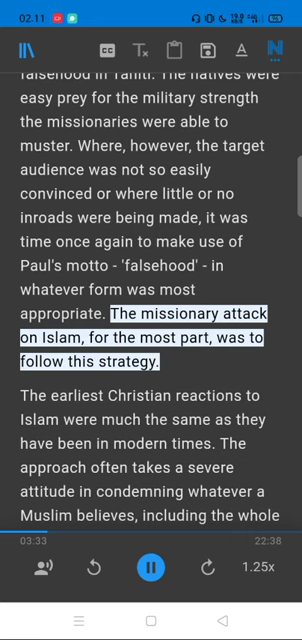 02.11
19.0
CC
A
N
falsehood in Tahiti. The natives were
easy prey for the military strength
the missionaries were able to
muster. Where, however, the target
audience was not so easily
convinced or where little or no
inroads were being made, it was
time once again to make use of
Paul's motto - 'falsehood' - in
whatever form was most
appropriate. The missionary attack
on Islam, for the most part, was to
follow this strategy.
The earliest Christian reactions to
Islam were much the same as they
have been in modern times. The
approach often takes a severe
attitude in condemning whatever a
Muslim believes, including the whole
03:33
22:38
1.25x